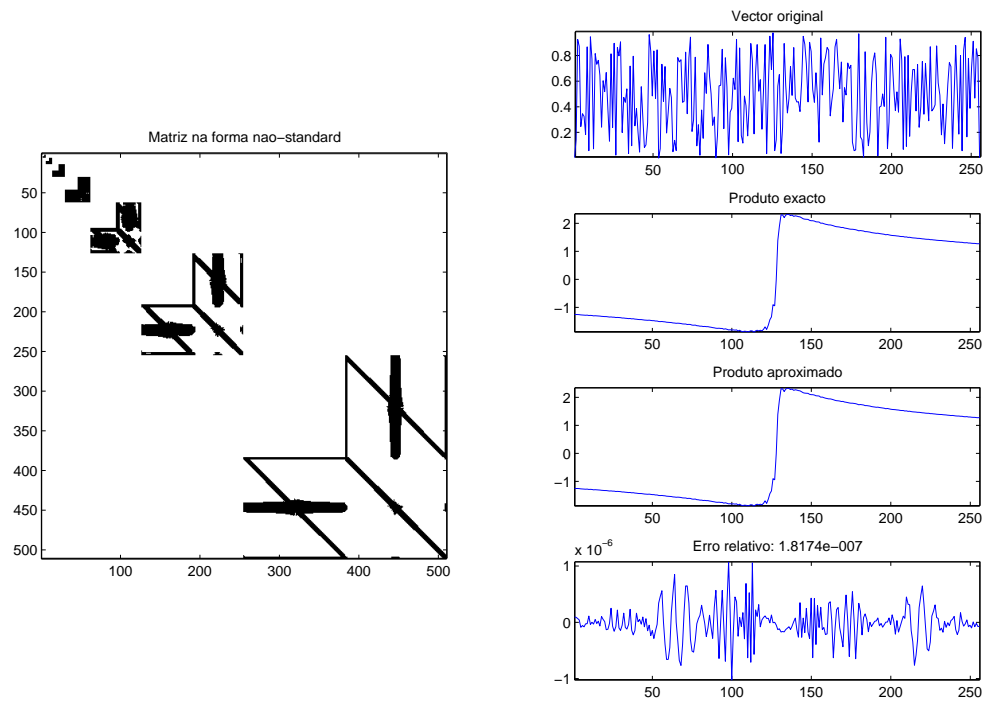 Matriz na forma nao−standard
50
100
150
200
250
300
350
400
450
500
100 200 300 400 500
Vector original
0.8
0.6
0.4
0.2
50 100 150 200 250
Produto exacto
2
1
0
−1
50 100 150 200 250
Produto aproximado
2
1
0
−1
50 100 150 200 250
x 10−6
Erro relativo: 1.8174e−007
1
0
−1
50 100 150 200 250